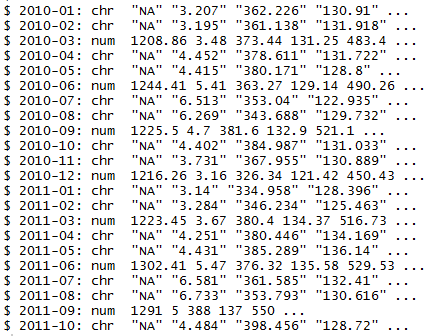 $ 2010-01: chr "NA" "3.207" "362.226" "130.91" ...
$ 2010-02: chr "NA" "3.195" "361.138" "131.918" ...
$ 2010-03: num 1208.86 3.48 373.44 131.25 483.4 ...
$ 2010-04: chr "NA" "4.452" "378.611" "131.722" ...
$ 2010-05: chr "NA" "4.415" "380.171" "128.8" ...
$ 2010-06: num 1244.41 5.41 363.27 129.14 490.26 ...
$ 2010-07: chr "NA" "6.513" "353.04" "122.935" ...
$ 2010-08: chr "NA" "6.269" "343.688" "129.732" ...
$ 2010-09: num 1225.5 4.7 381.6 132.9 521.1 ...
$ 2010-10: chr "NA" "4.402" "384.987" "131.033" ...
$ 2010-11: chr "NA" "3.731" "367.955" "130.889" ...
$ 2010-12: num 1216.26 3.16 326.34 121.42 450.43 ...
$ 2011-01: chr "NA" "3.14" "334.958" "128.396" ...
$ 2011-02: chr "NA" "3.284" "346.234" "125.463" ...
$ 2011-03: num 1223.45 3.67 380.4 134.37 516.73 ...
$ 2011-04: chr "NA" "4.251" "380.446" "134.169" ...
$ 2011-05: chr "NA" "4.431" "385.289" "136.14" ...
$ 2011-06: num 1302.41 5.47 376.32 135.58 529.53 ...
$ 2011-07: chr "NA" "6.581" "361.585" "132.41" ...
$ 2011-08: chr "NA" "6.733" "353.793" "130.616" ...
$ 2011-09: num 1291 5 388 137 550 ...
$ 2011-10: chr "NA" "4.484" "398.456" "128.72" ...